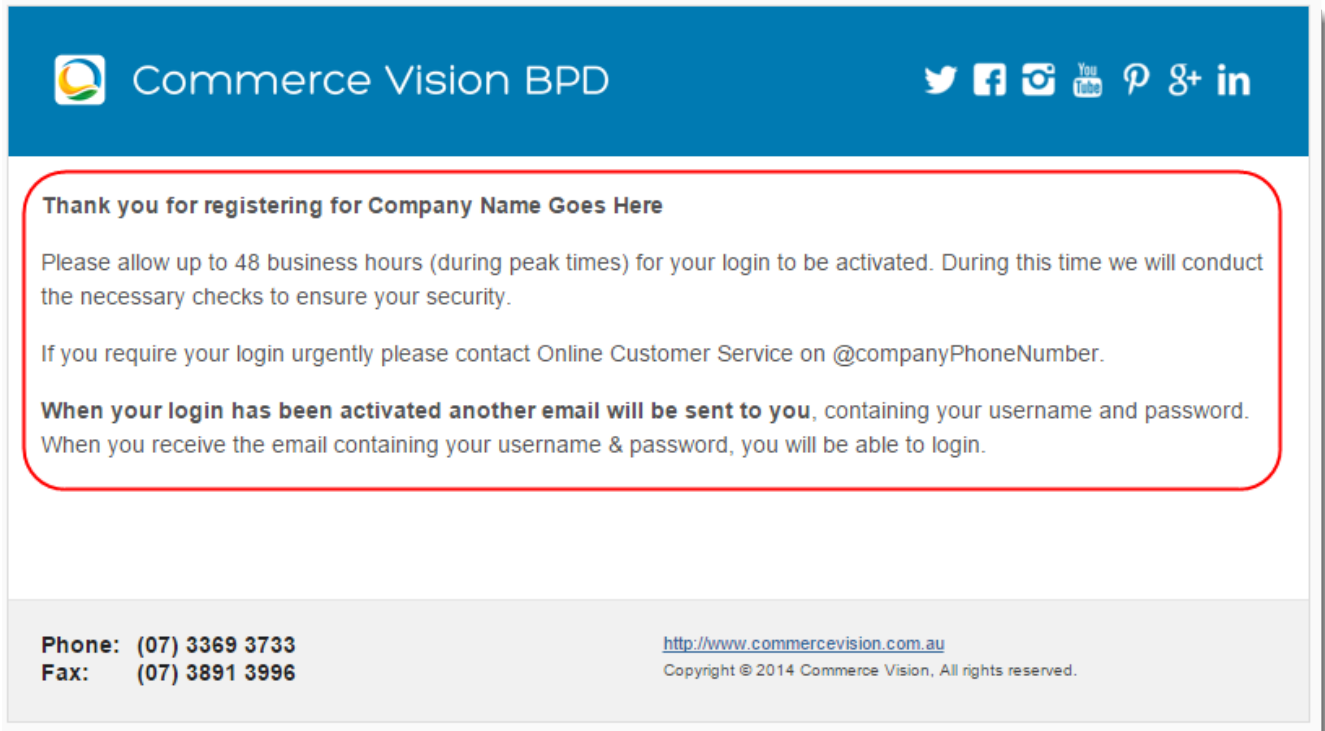 Commerce Vision BPD
You Tube
8+
in
Thank you for registering for Company Name Goes Here
Please allow up to 48 business hours (during peak times) for your login to be activated. During this time we will conduct
the necessary checks to ensure your security.
If you require your login urgently please contact Online Customer Service on @companyPhoneNumber.
When your login has been activated another email will be sent to you, containing your username and password.
When you receive the email containing your username & password, you will be able to login.
Phone: (07) 3369 3733
Fax: (07) 3891 3996
http://www.commercevision.com.au
Copyright © 2014 Commerce Vision, All rights reserved.